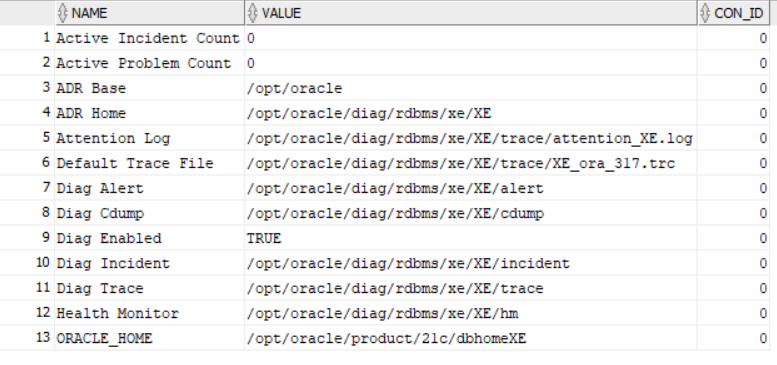 NAME VALUE CON_ID
1 Active Incident Count 0 0
2 Active Problem Count 0 0
3 ADR Base /opt/oracle 0
4 ADR Home /opt/oracle/diag/rdbms/xe/XE 0
5 Attention Log /opt/oracle/diag/rdbms/xe/XE/trace/attention_XE.log 0
6 Default Trace File /opt/oracle/diag/rdbms/xe/XE/trace/XE_ora_317.trc 0
7 Diag Alert /opt/oracle/diag/rdbms/xe/XE/alert 0
8 Diag Cdump /opt/oracle/diag/rdbms/xe/XE/cdump 0
9 Diag Enabled TRUE 0
10 Diag Incident /opt/oracle/diag/rdbms/xe/XE/incident 0
11 Diag Trace /opt/oracle/diag/rdbms/xe/XE/trace 0
12 Health Monitor /opt/oracle/diag/rdbms/xe/XE/hm 0
13 ORACLE_HOME /opt/oracle/product/21c/dbhomeXE 0